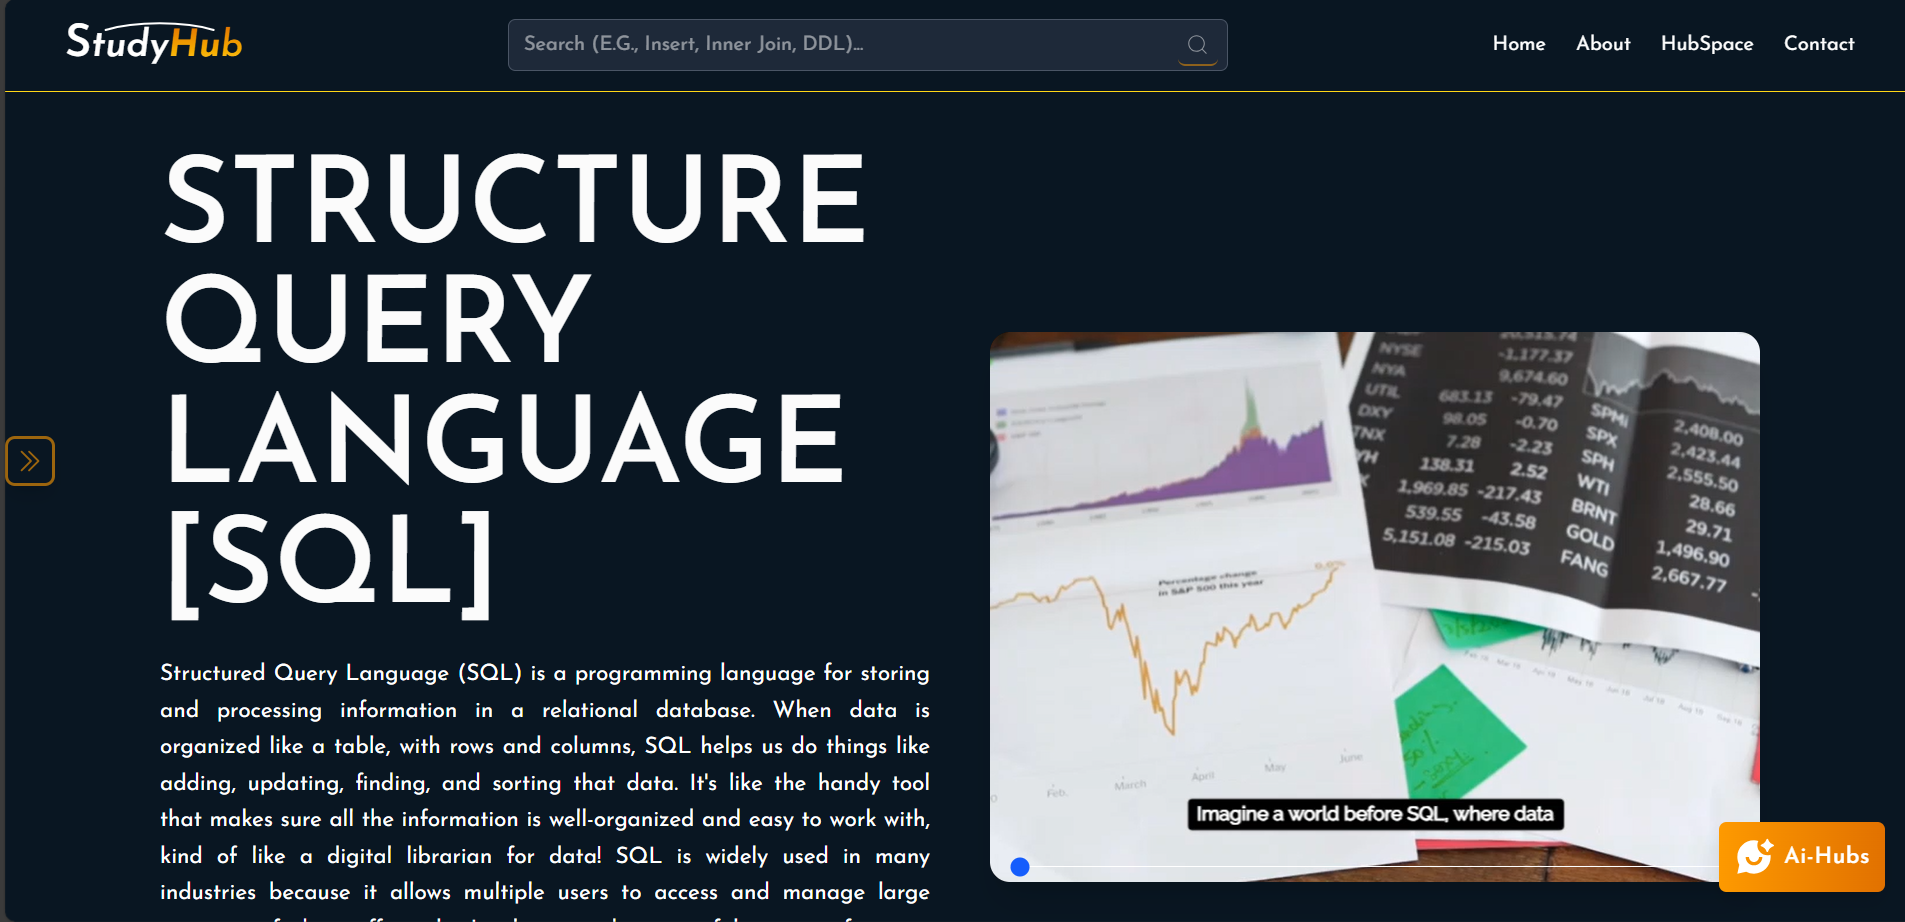 StudyHub
Search (E.G., Insert, Inner Join, DDL)...
Home About HubSpace Contact
STRUCTURE
QUERY
LANGUAGE
[SQL]
Structured Query Language (SQL) is a programming language for storing
and processing information in a relational database. When data is
organized like a table, with rows and columns, SQL helps us do things like
adding, updating, finding, and sorting that data. It's like the handy tool
that makes sure all the information is well-organized and easy to work with,
kind of like a digital librarian for data! SQL is widely used in many
industries because it allows multiple users to access and manage large
NYSE -1,177.37
NYA 9,674.60
UTIL 683.13 -79.47
DXY 98.05 -0.70
TNX 7.28 -2.23
138.31 2.52
1,969.85 -217.43
539.55 -43.58
5,151.08 -215.03
SPMI 2,408.00
SPX 2,423.44
SPH 2,555.50
WTI 28.66
BRNT 29.71
GOLD 1,496.90
FANG 2,667.77
Percentage change
in S&P 500 this year
0.0%
Feb. March April May June
Imagine a world before SQL, where data
Ai-Hubs